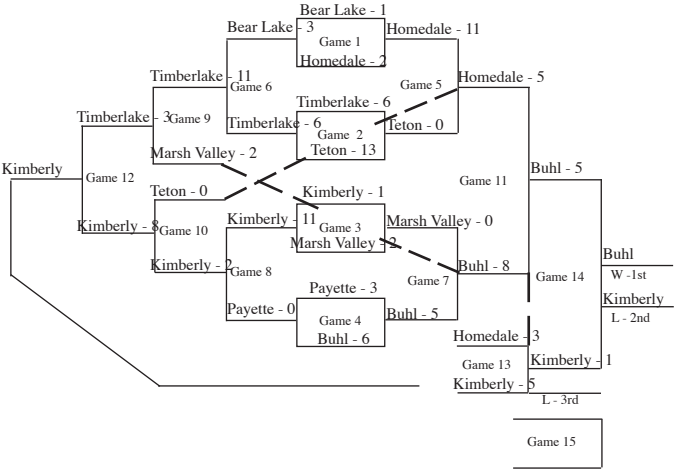 Bear Lake - 1
Bear Lake - 3
Homedale - 11
Game 1
Homedale - 2
Timberlake - 11
Game 6
Game 5
Homedale - 5
Timberlake - 6
Timberlake - 3
Game 9
Timberlake - 6
Game 2
Teton - 0
Teton - 13
Marsh Valley - 2
Kimberly
Game 12
Game 11
Buhl - 5
Teton - 0
Kimberly - 1
Kimberly - 8
Game 10
Kimberly - 11
Game 3
Marsh Valley - 0
Marsh Valley - 2
Kimberly - 2
Game 8
Game 7
Buhl - 8
Game 14
Buhl
W -1st
Payette - 3
Kimberly
L - 2nd
Payette - 0
Game 4
Buhl - 5
Buhl - 6
Homedale - 3
Game 13
Kimberly - 1
Kimberly - 5
L - 3rd
Game 15